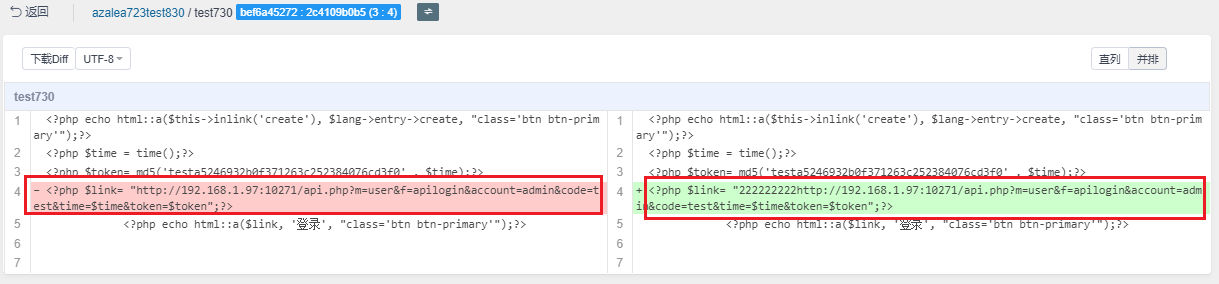 返回 azalea723test830 / test730 bef6a45272 : 2c4109b0b5 (3 : 4)
下载Diff UTF-8 直列 并排
test730
1 <?php echo html::a($this->inlink('create'), $lang->entry->create, "class='btn btn-prim
ary'");?>
2 <?php $time = time();?>
3 <?php $token= md5('testa5246932b0f371263c252384076cd3f0' . $time);?>
4 – <?php $link= "http://192.168.1.97:10271/api.php?m=user&f=apilogin&account=admin&code=t
est&time=$time&token=$token";?>
5 <?php echo html::a($link, '登录', "class='btn btn-primary'");?>
6
7
1 <?php echo html::a($this->inlink('create'), $lang->entry->create, "class='btn btn-prim
ary'");?>
2 <?php $time = time();?>
3 <?php $token= md5('testa5246932b0f371263c252384076cd3f0' . $time);?>
4 + <?php $link= "222222222http://192.168.1.97:10271/api.php?m=user&f=apilogin&account=adm
in&code=test&time=$time&token=$token";?>
5 <?php echo html::a($link, '登录', "class='btn btn-primary'");?>
6
7